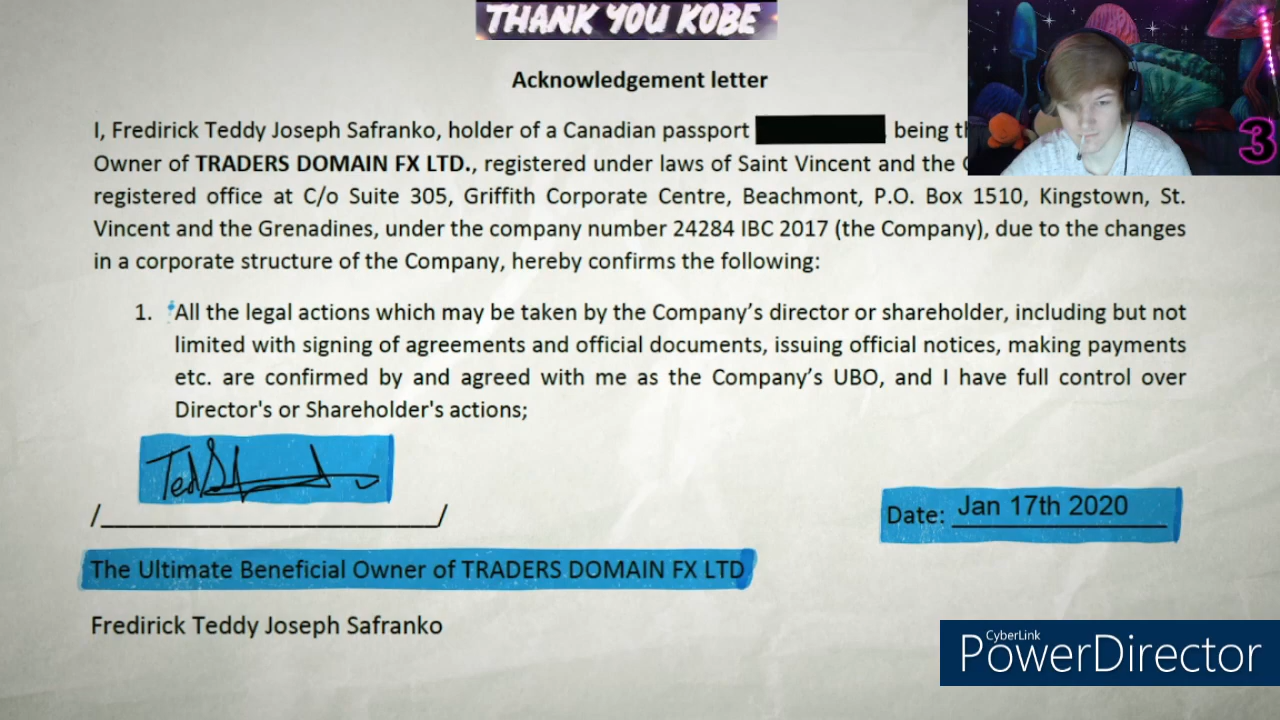 THANK YOU KOBE
Acknowledgement letter
I, Fredirick Teddy Joseph Safranko, holder of a Canadian passport being
Owner of TRADERS DOMAIN FX LTD., registered under laws of Saint Vincent and the
3
registered office at C/o Suite 305, Griffith Corporate Centre, Beachmont, P.O. Box 1510, Kingstown, St.
Vincent and the Grenadines, under the company number 24284 IBC 2017 (the Company), due to the changes
in a corporate structure of the Company, hereby confirms the following:
1. All the legal actions which may be taken by the Company's director or shareholder, including but not
limited with signing of agreements and official documents, issuing official notices, making payments
etc. are confirmed by and agreed with me as the Company's UBO, and I have full control over
Director's or Shareholder's actions;
/ /
Date: Jan 17th 2020
The Ultimate Beneficial Owner of TRADERS DOMAIN FX LTD
Fredirick Teddy Joseph Safranko
CyberLink
PowerDirector